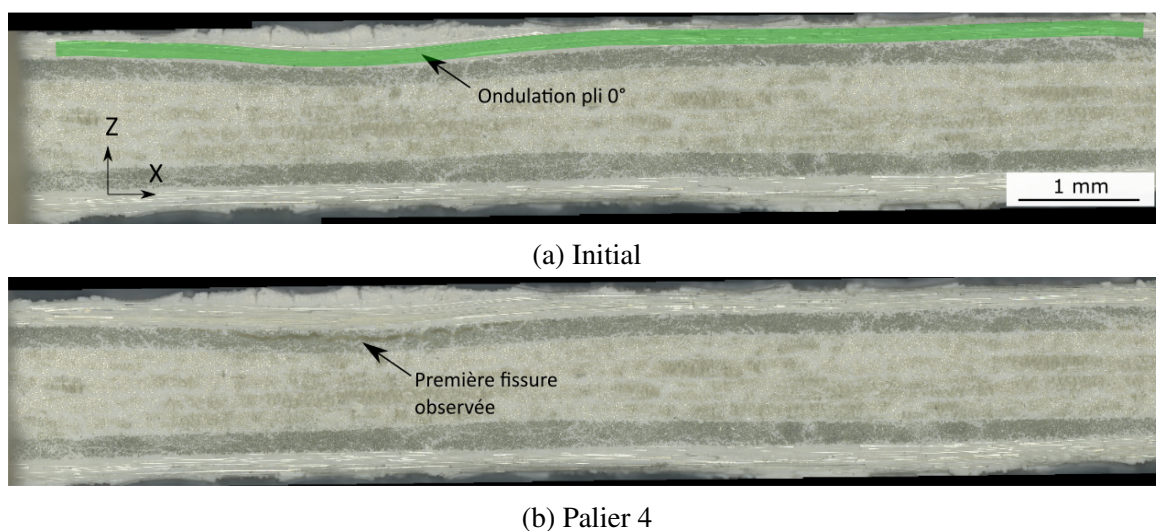 Ondulation pli 0°
Z
X
1 mm
(a) Initial
Première fissure
observée
(b) Palier 4